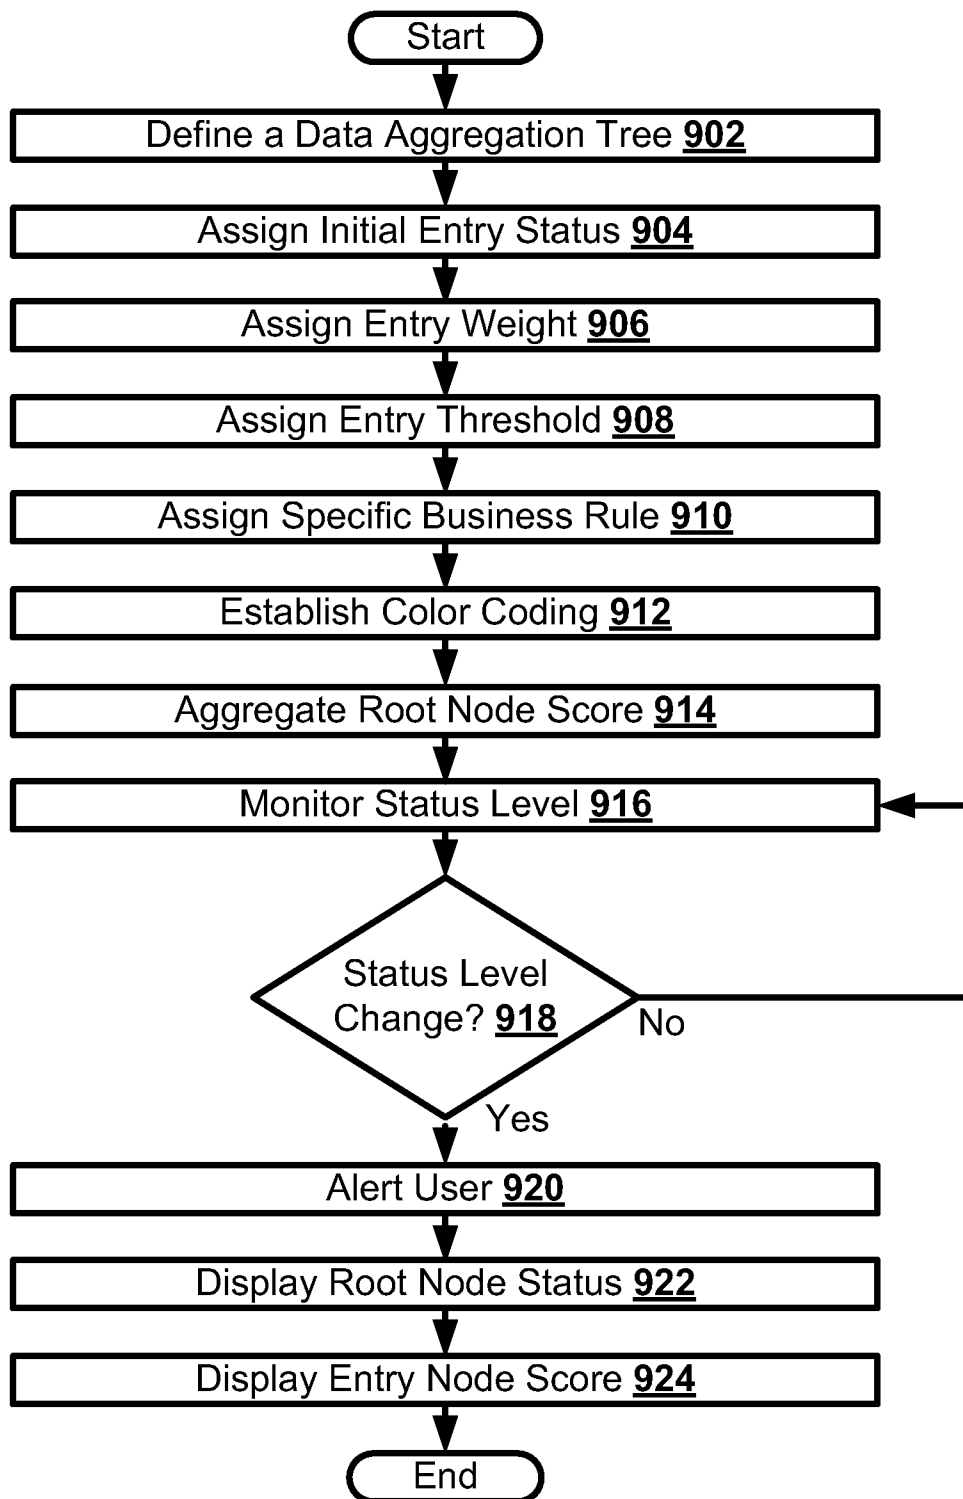 Start
Define a Data Aggregation Tree 902
Assign Initial Entry Status 904
Assign Entry Weight 906
Assign Entry Threshold 908
Assign Specific Business Rule 910
Establish Color Coding 912
Aggregate Root Node Score 914
Monitor Status Level 916
Status Level
Change? 918
No
Yes
Alert User 920
Display Root Node Status 922
Display Entry Node Score 924
End